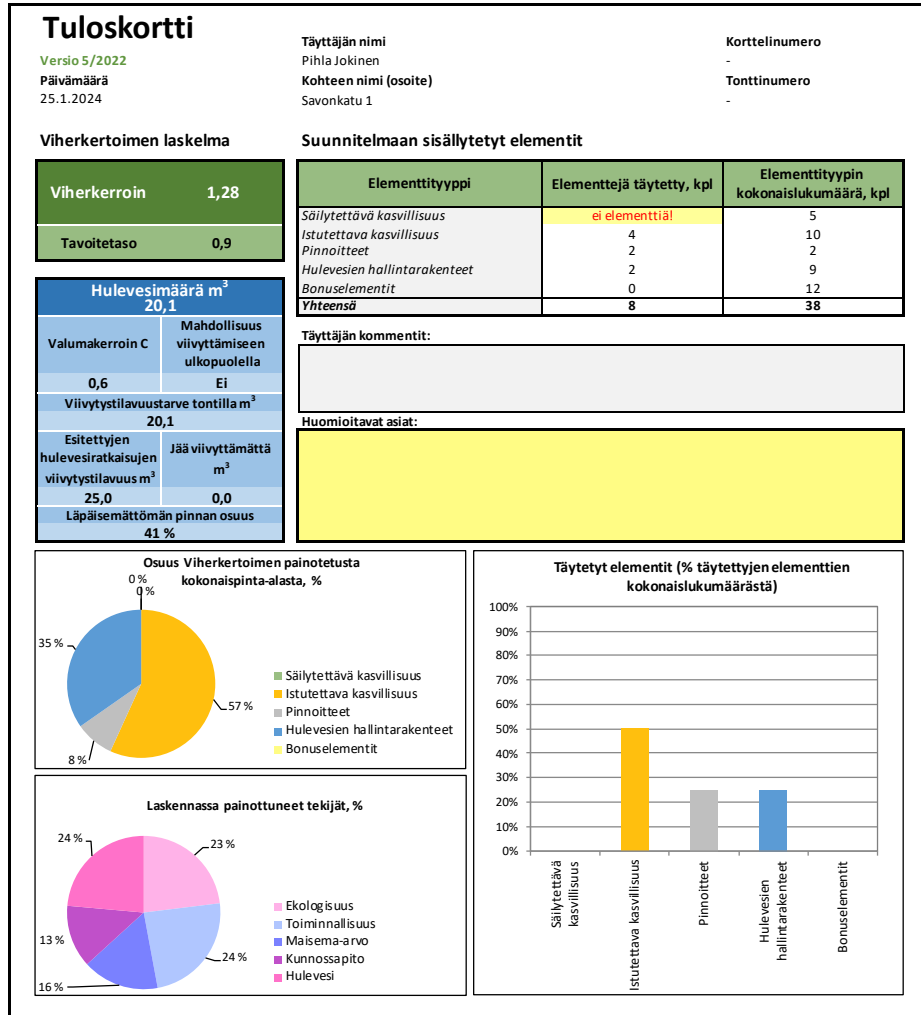 Tuloskortti
Versio 5/2022
Päivämäärä
25.1.2024
Täyttäjän nimi
Pihla Jokinen
Kohteen nimi (osoite)
Savonkatu 1
Korttelinumero
-
Tonttinumero
-
Viherkertoimen laskelma
Viherkerroin 1,28
Tavoitetaso 0,9
Hulevesimäärä m³
20,1
Valumakerroin C
Mahdollisuus
viivyttämiseen
ulkopuolella
0,6 Ei
Viivytystilavuustarve tontilla m³
20,1
Esitettyjen
hulevesiratkaisujen
viivytystilavuus m³
Jää viivyttämättä
m³
25,0 0,0
Läpäisemättömän pinnan osuus
41 %
Suunnitelmaan sisällytetyt elementit
Elementtityyppi
Elementtejä täytetty, kpl
Elementtityypin
kokonaislukumäärä, kpl
Säilytettävä kasvillisuus ei elementtiä! 5
Istutettava kasvillisuus 4 10
Pinnoitteet 2 2
Hulevesien hallintarakenteet 2 9
Bonuselementit 0 12
Yhteensä 8 38
Täyttäjän kommentit:
Huomioitavat asiat:
Osuus Viherkertoimen painotetusta
kokonaispinta-alasta, %
0 %
0 %
35 %
57 %
8 %
Säilytettävä kasvillisuus
Istutettava kasvillisuus
Pinnoitteet
Hulevesien hallintarakenteet
Bonuselementit
Laskennassa painottuneet tekijät, %
24 %
23 %
13 %
24 %
16 %
Ekologisuus
Toiminnallisuus
Maisema-arvo
Kunnossapito
Hulevesi
Täytetyt elementit (% täytettyjen elementtien
kokonaislukumäärästä)
100%
90%
80%
70%
60%
50%
40%
30%
20%
10%
0%
Säilytettävä
kasvillisuus
Istutettava kasvillisuus
Pinnoitteet
Hulevesien
hallintarakenteet
Bonuselementit